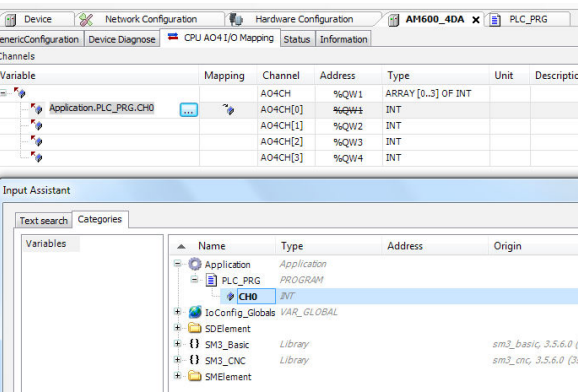 Device Network Configuration Hardware Configuration AM600_4DA x PLC_PRG
enericConfiguration Device Diagnose CPU AO4 I/O Mapping Status Information
Channels
Variable Mapping Channel Address Type Unit Descriptio
AO4CH %QW1 ARRAY [0..3] OF INT
Application.PLC_PRG.CH0 ... AO4CH[0] %QW1 INT
AO4CH[1] %QW2 INT
AO4CH[2] %QW3 INT
AO4CH[3] %QW4 INT
Input Assistant
Text search Categories
Variables
Name Type Address Origin
Application Application
PLC_PRG PROGRAM
CH0 INT
IoConfig_Globals VAR_GLOBAL
SDElement
{} SM3_Basic Library sm3_basic, 3.5.6.0 (
{} SM3_CNC Library sm3_cnc, 3.5.6.0 (3
SMElement